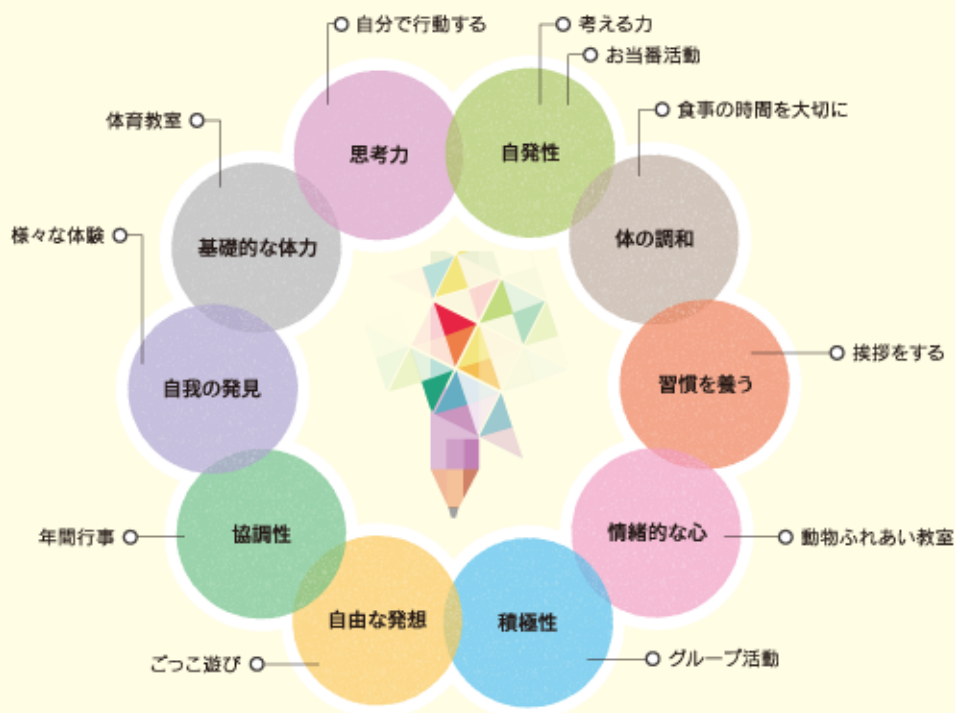 自分で行動する
考える力
お当番活動
食事の時間を大切に
体育教室
思考力
自発性
様々な体験
基礎的な体力
体の調和
挨拶をする
自我の発見
習慣を養う
年間行事
協調性
情緒的な心
動物ふれあい教室
自由な発想
積極性
ごっこ遊び
グループ活動